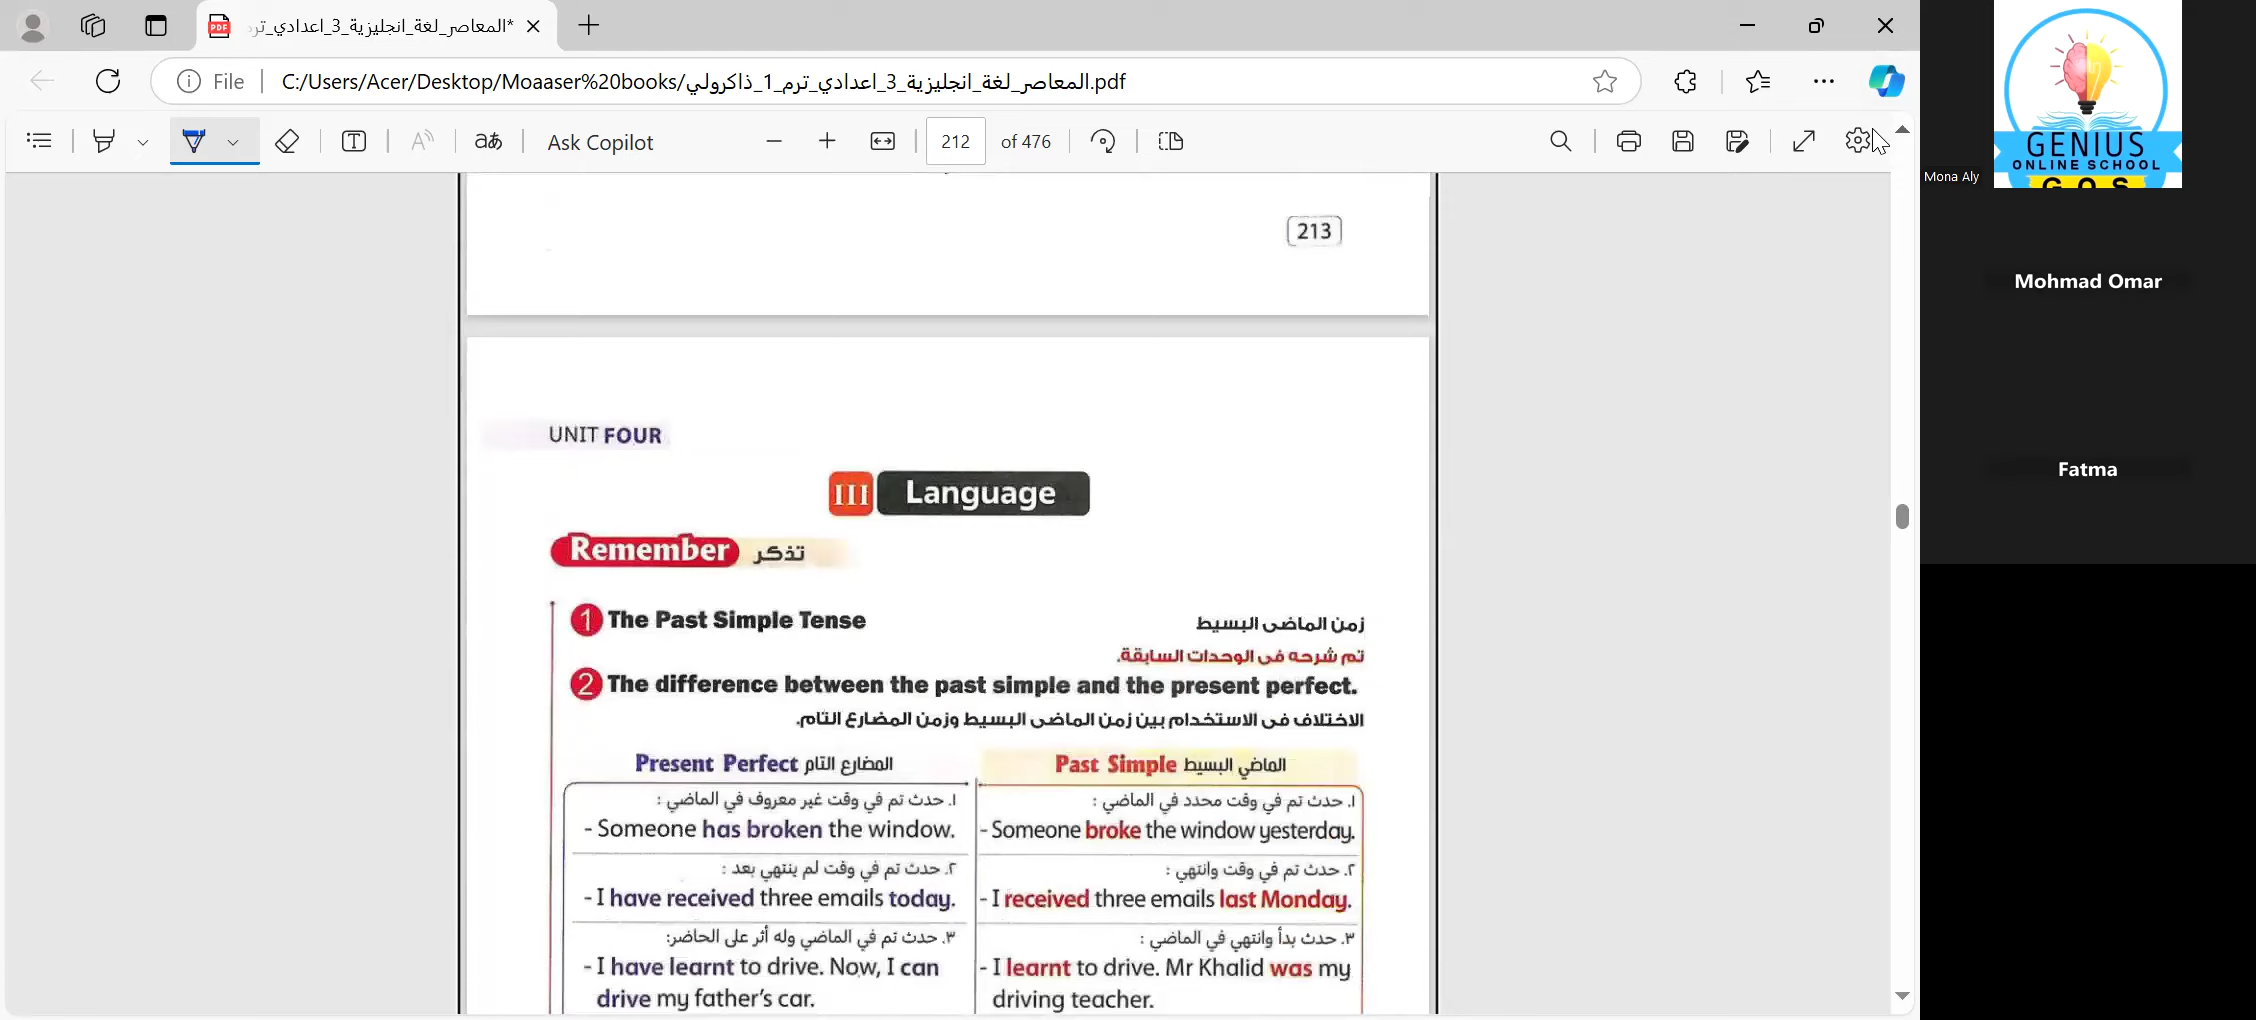 *المعاصر_لغة_انجليزية_3_اعدادي_تر
File
C:/Users/Acer/Desktop/Moaaser%20books/المعاصر_لغة_انجليزية_3_اعدادي_ترم_1_ذاكرولي.pdf
Ask Copilot
212 of 476
GENIUS
ONLINE SCHOOL
GOS
Mona Aly
Mohmad Omar
Fatma
213
UNIT FOUR
III Language
Remember تذكر
1 The Past Simple Tense زمن الماضى البسيط
تم شرحه فى الوحدات السابقة.
2 The difference between the past simple and the present perfect.
الاختلاف فى الاستخدام بين زمن الماضى البسيط وزمن المضارع التام.
Present Perfect المضارع التام
١. حدث تم في وقت غير معروف في الماضي :
- Someone has broken the window.
٢. حدث تم في وقت لم ينتهي بعد :
- I have received three emails today.
٣. حدث تم في الماضي وله أثر على الحاضر:
- I have learnt to drive. Now, I can
drive my father's car.
Past Simple الماضي البسيط
١. حدث تم في وقت محدد في الماضي :
- Someone broke the window yesterday.
٢. حدث تم في وقت وانتهي :
- I received three emails last Monday.
٣. حدث بدأ وانتهي في الماضي :
- I learnt to drive. Mr Khalid was my
driving teacher.